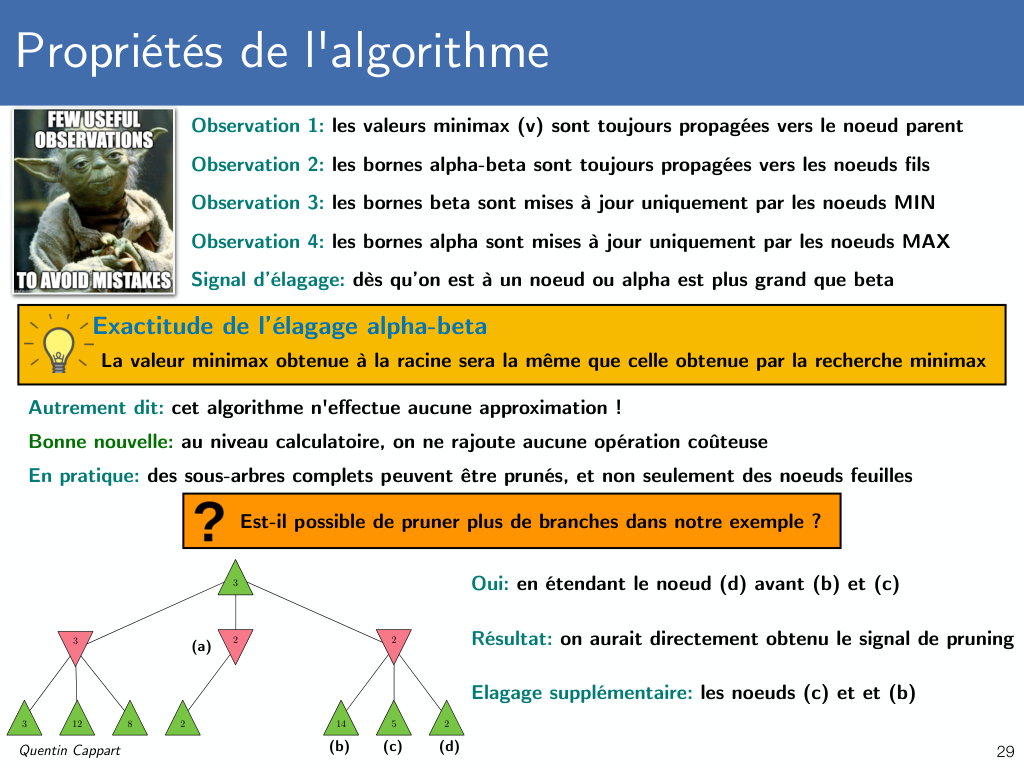 Propriétés de l'algorithme
FEW USEFUL
OBSERVATIONS
TO AVOID MISTAKES
Observation 1: les valeurs minimax (v) sont toujours propagées vers le noeud parent
Observation 2: les bornes alpha-beta sont toujours propagées vers les noeuds fils
Observation 3: les bornes beta sont mises à jour uniquement par les noeuds MIN
Observation 4: les bornes alpha sont mises à jour uniquement par les noeuds MAX
Signal d'élagage: dès qu'on est à un noeud ou alpha est plus grand que beta
Exactitude de l'élagage alpha-beta
La valeur minimax obtenue à la racine sera la même que celle obtenue par la recherche minimax
Autrement dit: cet algorithme n'effectue aucune approximation !
Bonne nouvelle: au niveau calculatoire, on ne rajoute aucune opération coûteuse
En pratique: des sous-arbres complets peuvent être prunés, et non seulement des noeuds feuilles
? Est-il possible de pruner plus de branches dans notre exemple ?
3
3 (a) 2 2
3 12 8 2 14 5 2
(b) (c) (d)
Oui: en étendant le noeud (d) avant (b) et (c)
Résultat: on aurait directement obtenu le signal de pruning
Elagage supplémentaire: les noeuds (c) et et (b)
Quentin Cappart
29